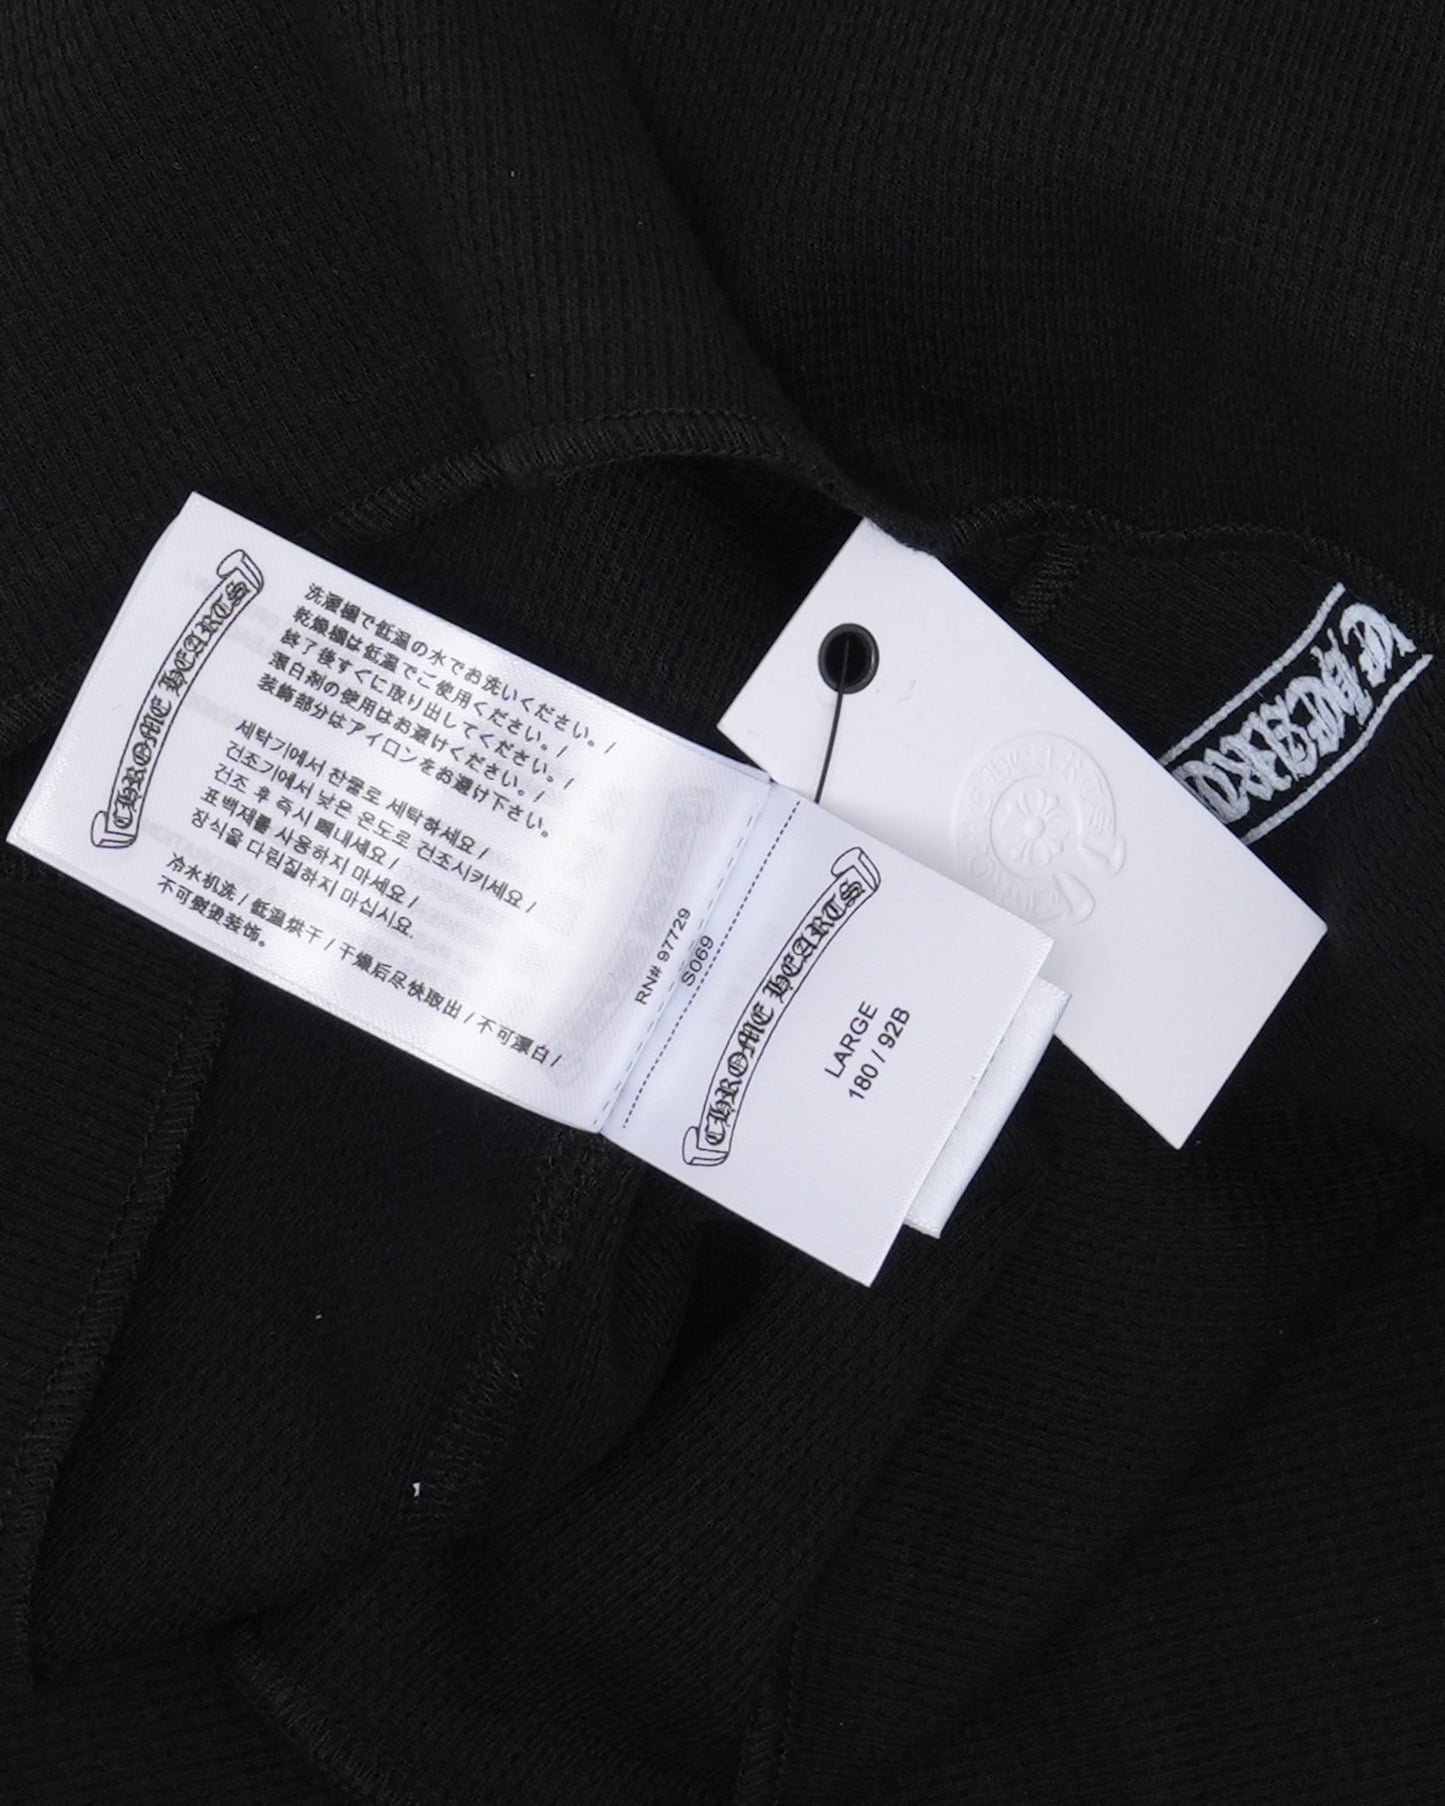 CHROME HEARTS
洗濯機で低温の水でお洗いください。/
乾燥機は低温でご使用ください。/
終了後すぐに取り出してください。/
漂白剤の使用はお避けください。/
装飾部分はアイロンをお避け下さい。
세탁기에서 찬물로 세탁하세요 /
건조기에서 낮은 온도로 건조시키세요 /
건조 후 즉시 빼내세요 /
표백제를 사용하지 마세요 /
장식을 다림질하지 마십시요.
冷水机洗 / 低温烘干 / 干燥后尽快取出 / 不可漂白 /
不可熨烫装饰。
RN# 97729
S069
CHROME HEARTS
LARGE
180 / 92B
CHROME HEARTS